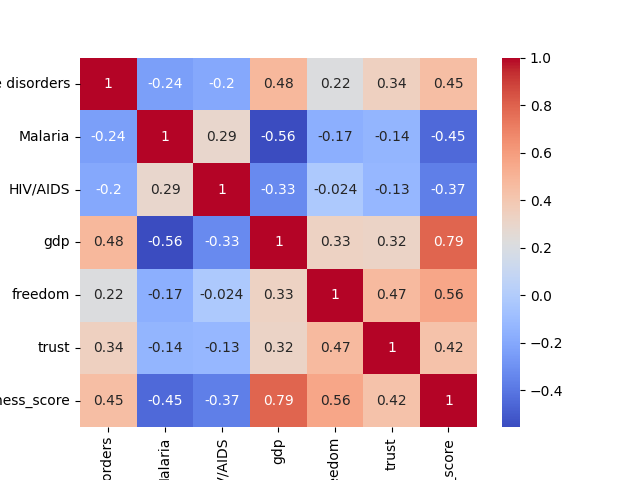 e disorders 1 -0.24 -0.2 0.48 0.22 0.34 0.45
Malaria -0.24 1 0.29 -0.56 -0.17 -0.14 -0.45
HIV/AIDS -0.2 0.29 1 -0.33 -0.024 -0.13 -0.37
gdp 0.48 -0.56 -0.33 1 0.33 0.32 0.79
freedom 0.22 -0.17 -0.024 0.33 1 0.47 0.56
trust 0.34 -0.14 -0.13 0.32 0.47 1 0.42
ness_score 0.45 -0.45 -0.37 0.79 0.56 0.42 1
orders
Malaria
V/AIDS
gdp
eedom
trust
_score
1.0
0.8
0.6
0.4
0.2
0.0
−0.2
−0.4